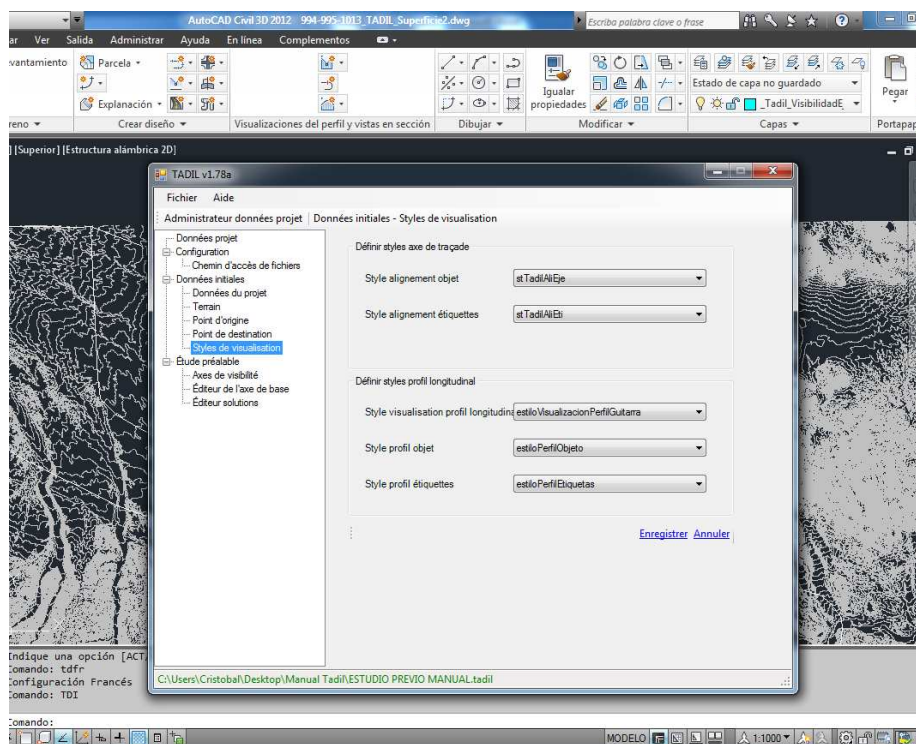 AutoCAD Civil 3D 2012 994-995-1013_TADIL_Superficie2.dwg
Escriba palabra clave o frase
ar Ver Salida Administrar Ayuda En línea Complementos
vantamiento
Parcela
Explanación
Igualar
propiedades
Estado de capa no guardado
_Tadil_VisibilidadE
Pegar
reno
Crear diseño
Visualizaciones del perfil y vistas en sección
Dibujar
Modificar
Capas
Portapap
] [Superior] [Estructura alámbrica 2D]
TADIL v1.78a
Fichier Aide
Administrateur données projet Données initiales - Styles de visualisation
Données projet
Configuration
Chemin d'accès de fichiers
Données initiales
Données du projet
Terrain
Point d'origine
Point de destination
Styles de visualisation
Étude préalable
Axes de visibilité
Éditeur de l'axe de base
Éditeur solutions
Définir styles axe de traçade
Style alignement objet
stTadilAliEje
Style alignement étiquettes
stTadilAliEti
Définir styles profil longitudinal
Style visualisation profil longitudina
estiloVisualizacionPerfilGuitarra
Style profil objet
estiloPerfilObjeto
Style profil étiquettes
estiloPerfilEtiquetas
Enregistrer Annuler
C:\Users\Cristobal\Desktop\Manual Tadil\ESTUDIO PREVIO MANUAL.tadil
Indique una opción [ACT
Comando: tdfr
Configuración Francés
Comando: TDI
Comando:
MODELO
1:1000